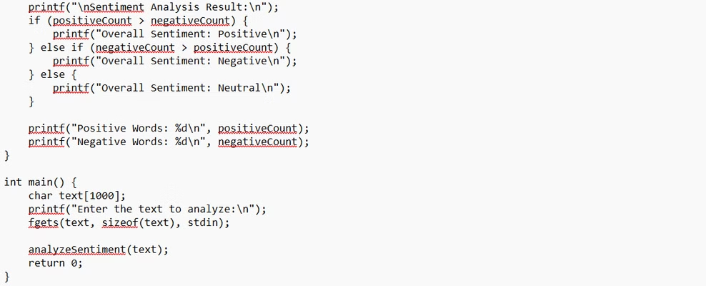 printf("\nSentiment Analysis Result:\n");
    if (positiveCount > negativeCount) {
        printf("Overall Sentiment: Positive\n");
    } else if (negativeCount > positiveCount) {
        printf("Overall Sentiment: Negative\n");
    } else {
        printf("Overall Sentiment: Neutral\n");
    }

    printf("Positive Words: %d\n", positiveCount);
    printf("Negative Words: %d\n", negativeCount);
}

int main() {
    char text[1000];
    printf("Enter the text to analyze:\n");
    fgets(text, sizeof(text), stdin);

    analyzeSentiment(text);
    return 0;
}